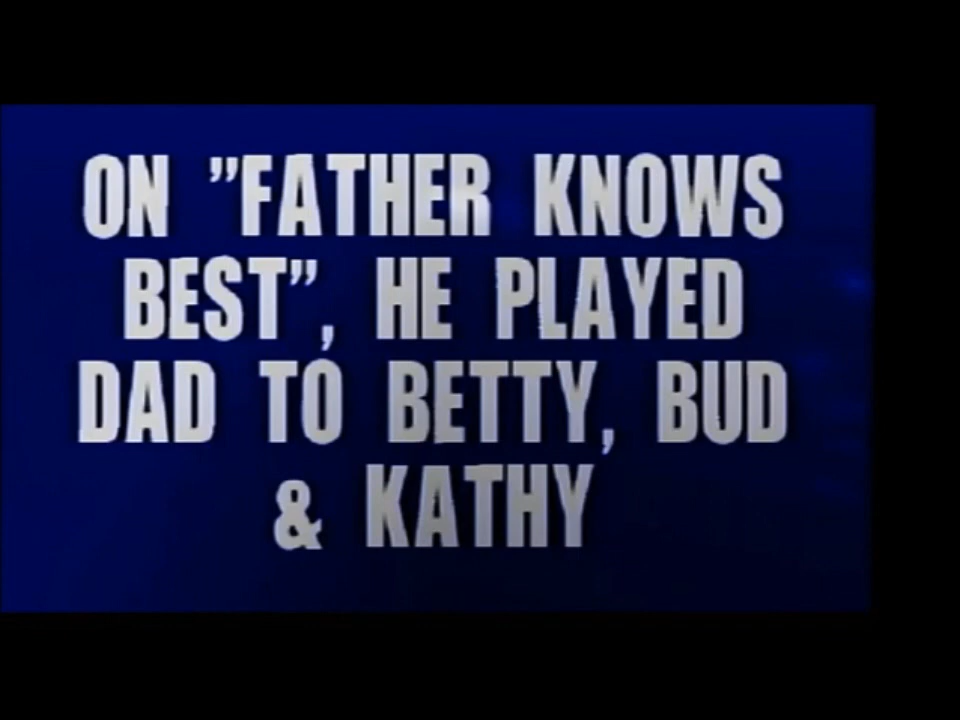 ON "FATHER KNOWS
BEST", HE PLAYED
DAD TO BETTY, BUD
& KATHY